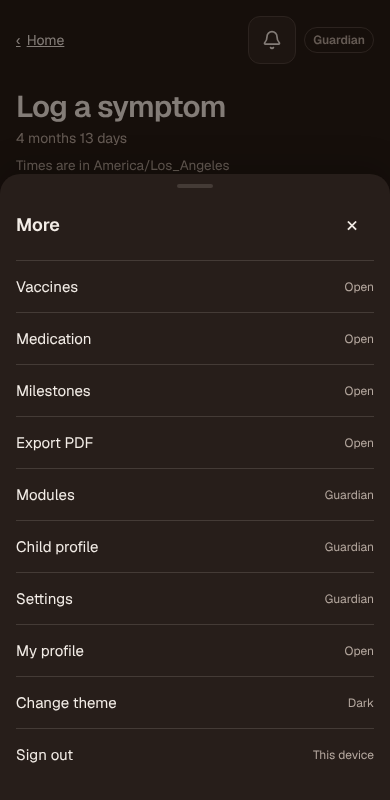 ‹ Home
Guardian
Log a symptom
4 months 13 days
Times are in America/Los_Angeles
More
Vaccines Open
Medication Open
Milestones Open
Export PDF Open
Modules Guardian
Child profile Guardian
Settings Guardian
My profile Open
Change theme Dark
Sign out This device